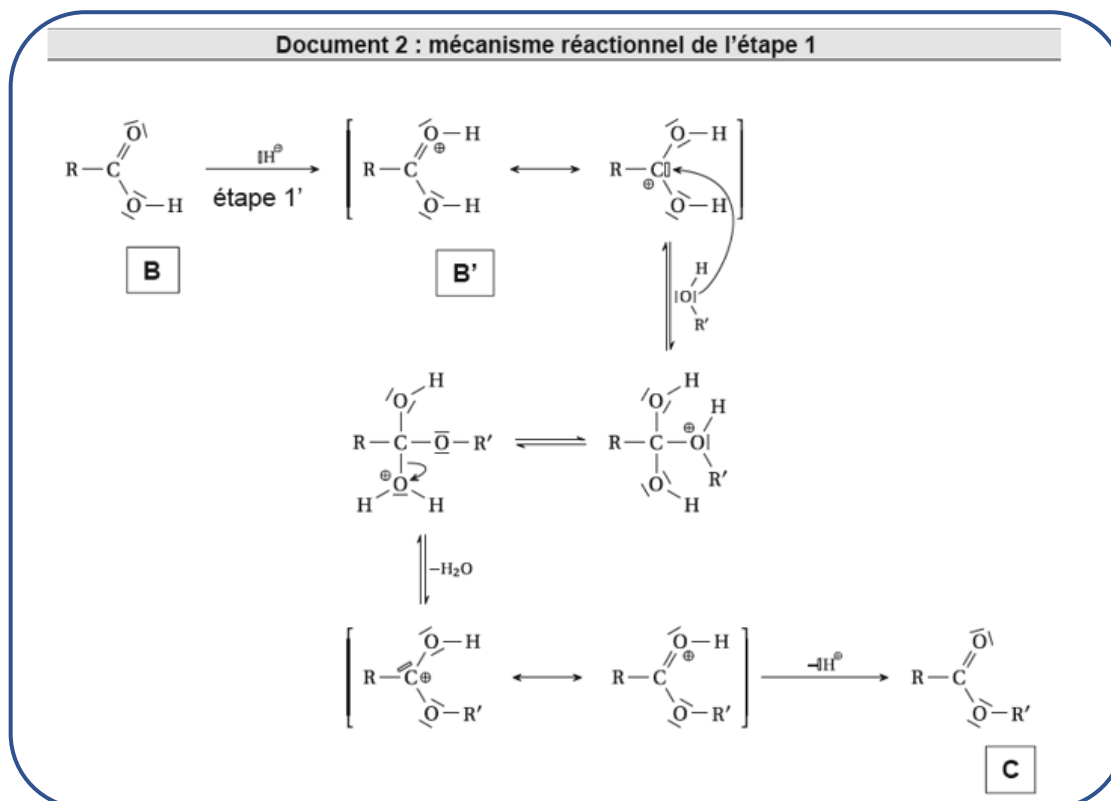 Document 2 : mécanisme réactionnel de l'étape 1
R C O O H
H⊕
étape 1'
R C O H ⊕ O H
R C ⊕ O H O H
B
B'
H
O
R'
R C O H O R' O H H ⊕
R C O H ⊕ O H R' O H
–H₂O
R C ⊕ O H O R'
R C O H ⊕ O R'
–H⊕
R C O O R'
C